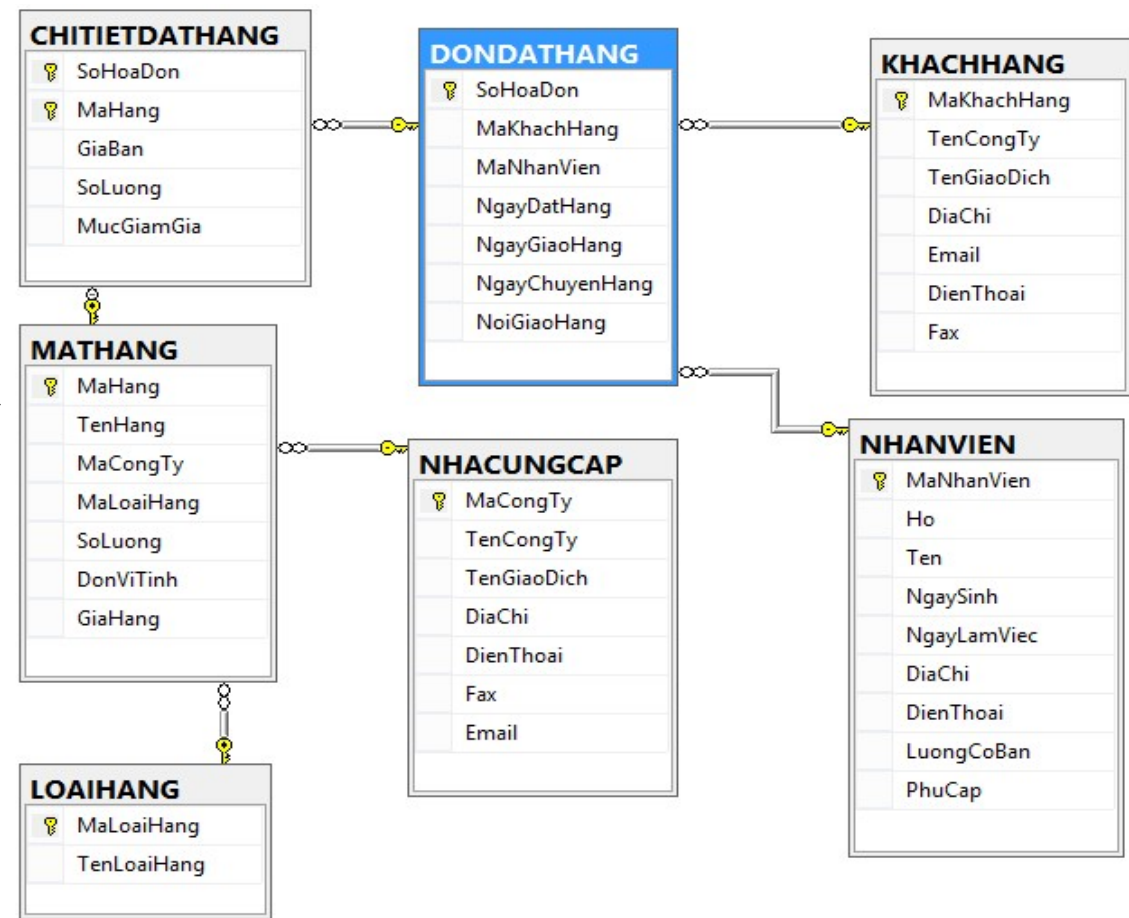 CHITIETDATHANG
SoHoaDon
MaHang
GiaBan
SoLuong
MucGiamGia
DONDATHANG
SoHoaDon
MaKhachHang
MaNhanVien
NgayDatHang
NgayGiaoHang
NgayChuyenHang
NoiGiaoHang
KHACHHANG
MaKhachHang
TenCongTy
TenGiaoDich
DiaChi
Email
DienThoai
Fax
MATHANG
MaHang
TenHang
MaCongTy
MaLoaiHang
SoLuong
DonViTinh
GiaHang
NHACUNGCAP
MaCongTy
TenCongTy
TenGiaoDich
DiaChi
DienThoai
Fax
Email
NHANVIEN
MaNhanVien
Ho
Ten
NgaySinh
NgayLamViec
DiaChi
DienThoai
LuongCoBan
PhuCap
LOAIHANG
MaLoaiHang
TenLoaiHang